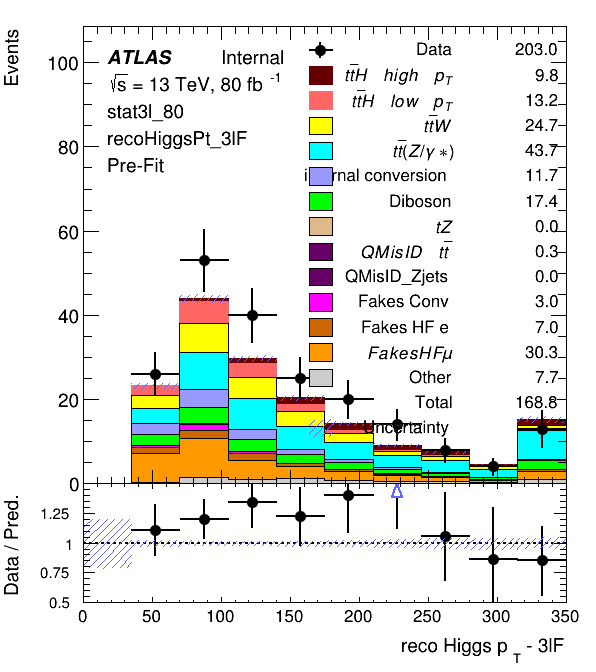 Events
100
80
60
40
20
0
ATLAS Internal
√s = 13 TeV, 80 fb -1
stat3l_80
recoHiggsPt_3lF
Pre-Fit
Data 203.0
tt̄H high pT 9.8
tt̄H low pT 13.2
tt̄W 24.7
tt̄(Z/γ*) 43.7
internal conversion 11.7
Diboson 17.4
tZ 0.0
QMisID tt̄ 0.3
QMisID_Zjets 0.0
Fakes Conv 3.0
Fakes HF e 7.0
FakesHFμ 30.3
Other 7.7
Total 168.8
Uncertainty
Data / Pred.
1.25
1
0.75
0.5
0 50 100 150 200 250 300 350
reco Higgs p T - 3lF